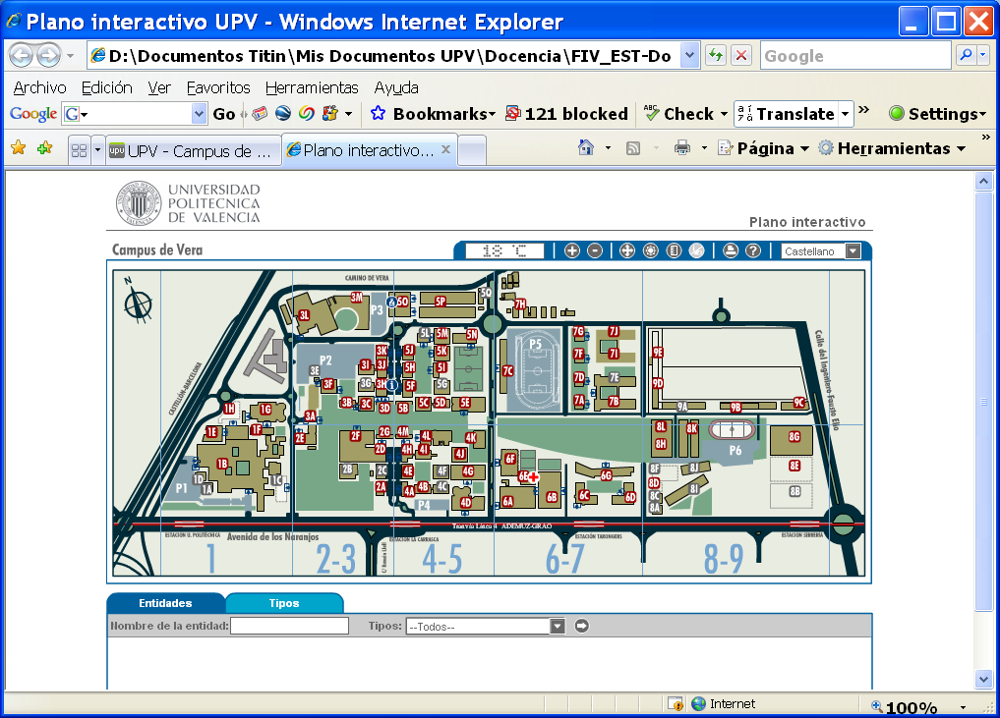 Plano interactivo UPV - Windows Internet Explorer
D:\Documentos Titin\Mis Documentos UPV\Docencia\FIV_EST-Do
Google
Archivo Edición Ver Favoritos Herramientas Ayuda
Google G Go Bookmarks 121 blocked ABC Check Translate » Settings
upv UPV - Campus de ... Plano interactivo... Página Herramientas »
UNIVERSIDAD
POLITECNICA
DE VALENCIA
Plano interactivo
Campus de Vera
18 °C
Castellano
N
CAMINO DE VERA
CASTELLÓN-BARCELONA
Calle del Ingeniero Fausto Elio
3L 3M P3 5O 5P 5Q 7H
P2 3K 5J 5L 5M 5N 5K P5 7G 7J
3E 3I 3J 5H 5I 7C 7F 7I 9E
3F 3G 3H 5F 5G 7D 7E 9D
3B 3C 3D 5B 5C 5D 5E 7A 7B 9A 9B 9C
1H 1G 3A
1E 1F 2E 2F 2G 4M 4L 4K 8L 8K P6 8G
1B 2D 4H 4I 4J 6F 8H
2B 2C 4E 4F 4G 6E 6G 8F 8J 8E
P1 1D 1A 1C 2A 4A 4B 4C 6B 6C 6D 8D 8I 8B
P4 4D 6A 8C
8A
Tranvía Línea 4 ADEMUZ-GRAO
ESTACIÓN U. POLITECNICA Avenida de los Naranjos ESTACIÓN LA CARRASCA ESTACIÓN TARONGERS ESTACIÓN SERRERIA
1 2-3 4-5 6-7 8-9
Entidades Tipos
Nombre de la entidad: Tipos: --Todos--
Internet 100%